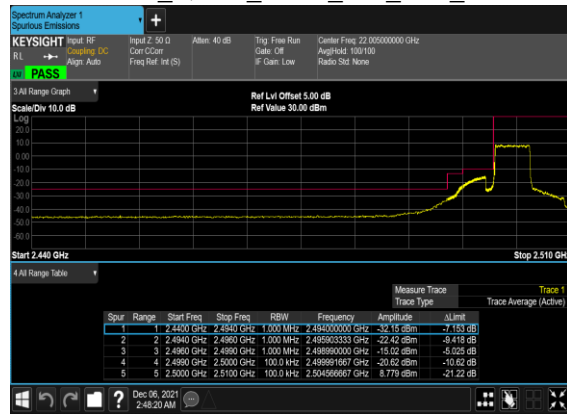 Spectrum Analyzer 1
Spurious Emissions
KEYSIGHT Input: RF Input Z: 50 Ω Atten: 40 dB Trig: Free Run Center Freq: 22.005000000 GHz
R L Coupling: DC Corr CCorr Gate: Off Avg|Hold: 100/100
Align: Auto Freq Ref: Int (S) IF Gain: Low Radio Std: None
LW PASS
3 All Range Graph
Ref Lvl Offset 5.00 dB
Scale/Div 10.0 dB Ref Value 30.00 dBm
Log
20.0
10.0
0.00
-10.0
-20.0
-30.0
-40.0
-50.0
-60.0
Start 2.440 GHz Stop 2.510 GHz
4 All Range Table
Measure Trace Trace 1
Trace Type Trace Average (Active)
Spur Range Start Freq Stop Freq RBW Frequency Amplitude ΔLimit
1 1 2.4400 GHz 2.4940 GHz 1.000 MHz 2.494000000 GHz -32.15 dBm -7.153 dB
2 2 2.4940 GHz 2.4960 GHz 1.000 MHz 2.495903333 GHz -22.42 dBm -9.418 dB
3 3 2.4960 GHz 2.4990 GHz 1.000 MHz 2.498990000 GHz -15.02 dBm -5.025 dB
4 4 2.4990 GHz 2.5000 GHz 100.0 kHz 2.499991667 GHz -20.62 dBm -10.62 dB
5 5 2.5000 GHz 2.5100 GHz 100.0 kHz 2.504566667 GHz 8.779 dBm -21.22 dB
? Dec 06, 2021
2:48:20 AM